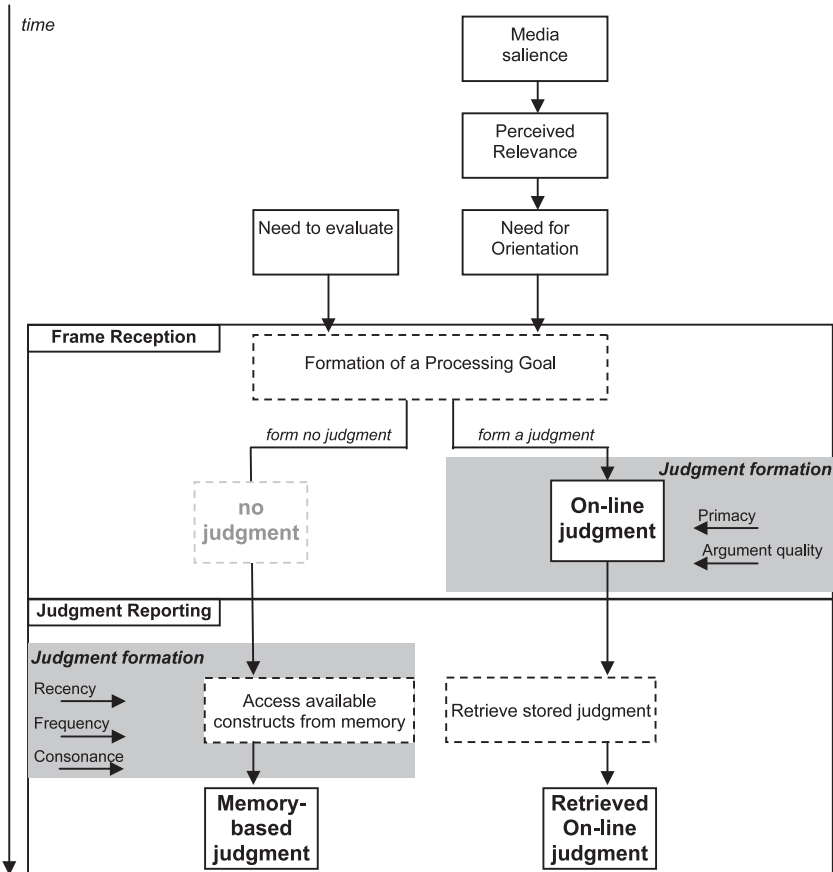 time
Media
salience
Perceived
Relevance
Need to evaluate
Need for
Orientation
Frame Reception
Formation of a Processing Goal
form no judgment
form a judgment
Judgment formation
no
judgment
On-line
judgment
Primacy
Argument quality
Judgment Reporting
Judgment formation
Recency
Frequency
Consonance
Access available
constructs from memory
Retrieve stored judgment
Memory-
based
judgment
Retrieved
On-line
judgment